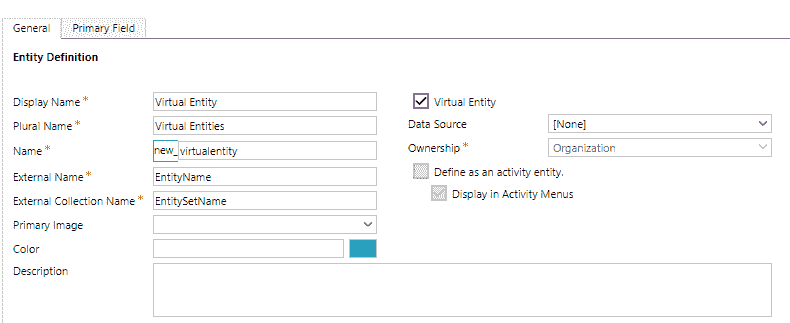 General Primary Field
Entity Definition
Display Name * Virtual Entity Virtual Entity
Plural Name * Virtual Entities Data Source [None]
Name * new_ virtualentity Ownership * Organization
External Name * EntityName Define as an activity entity.
External Collection Name * EntitySetName Display in Activity Menus
Primary Image
Color
Description